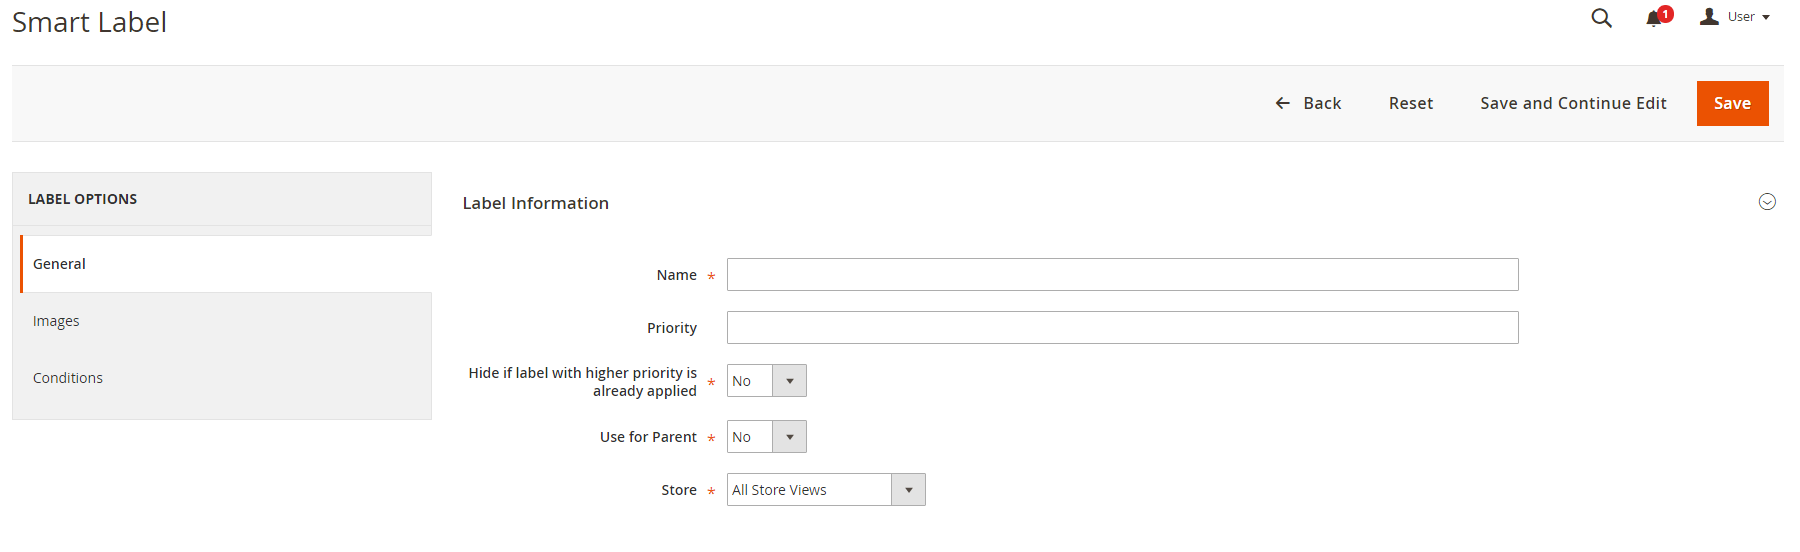 Smart Label
1
User
Back
Reset
Save and Continue Edit
Save
LABEL OPTIONS
General
Images
Conditions
Label Information
Name *
Priority
Hide if label with higher priority is
already applied *
No
Use for Parent *
No
Store *
All Store Views